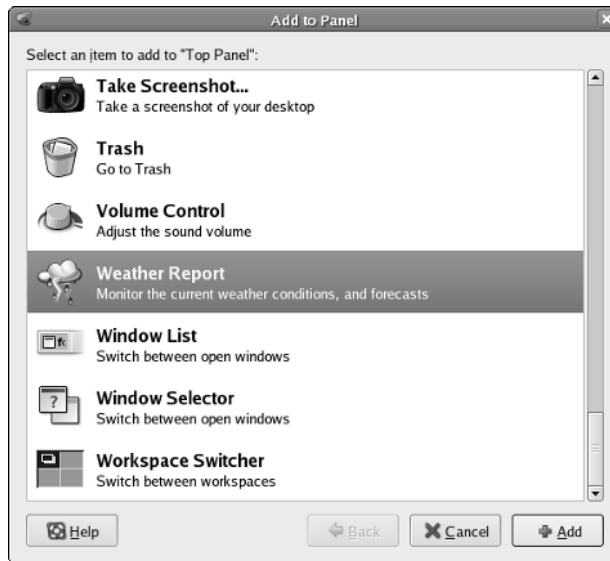 Add to Panel
Select an item to add to "Top Panel":
Take Screenshot...
Take a screenshot of your desktop
Trash
Go to Trash
Volume Control
Adjust the sound volume
Weather Report
Monitor the current weather conditions, and forecasts
Window List
Switch between open windows
Window Selector
Switch between open windows
Workspace Switcher
Switch between workspaces
Help
Back
Cancel
Add